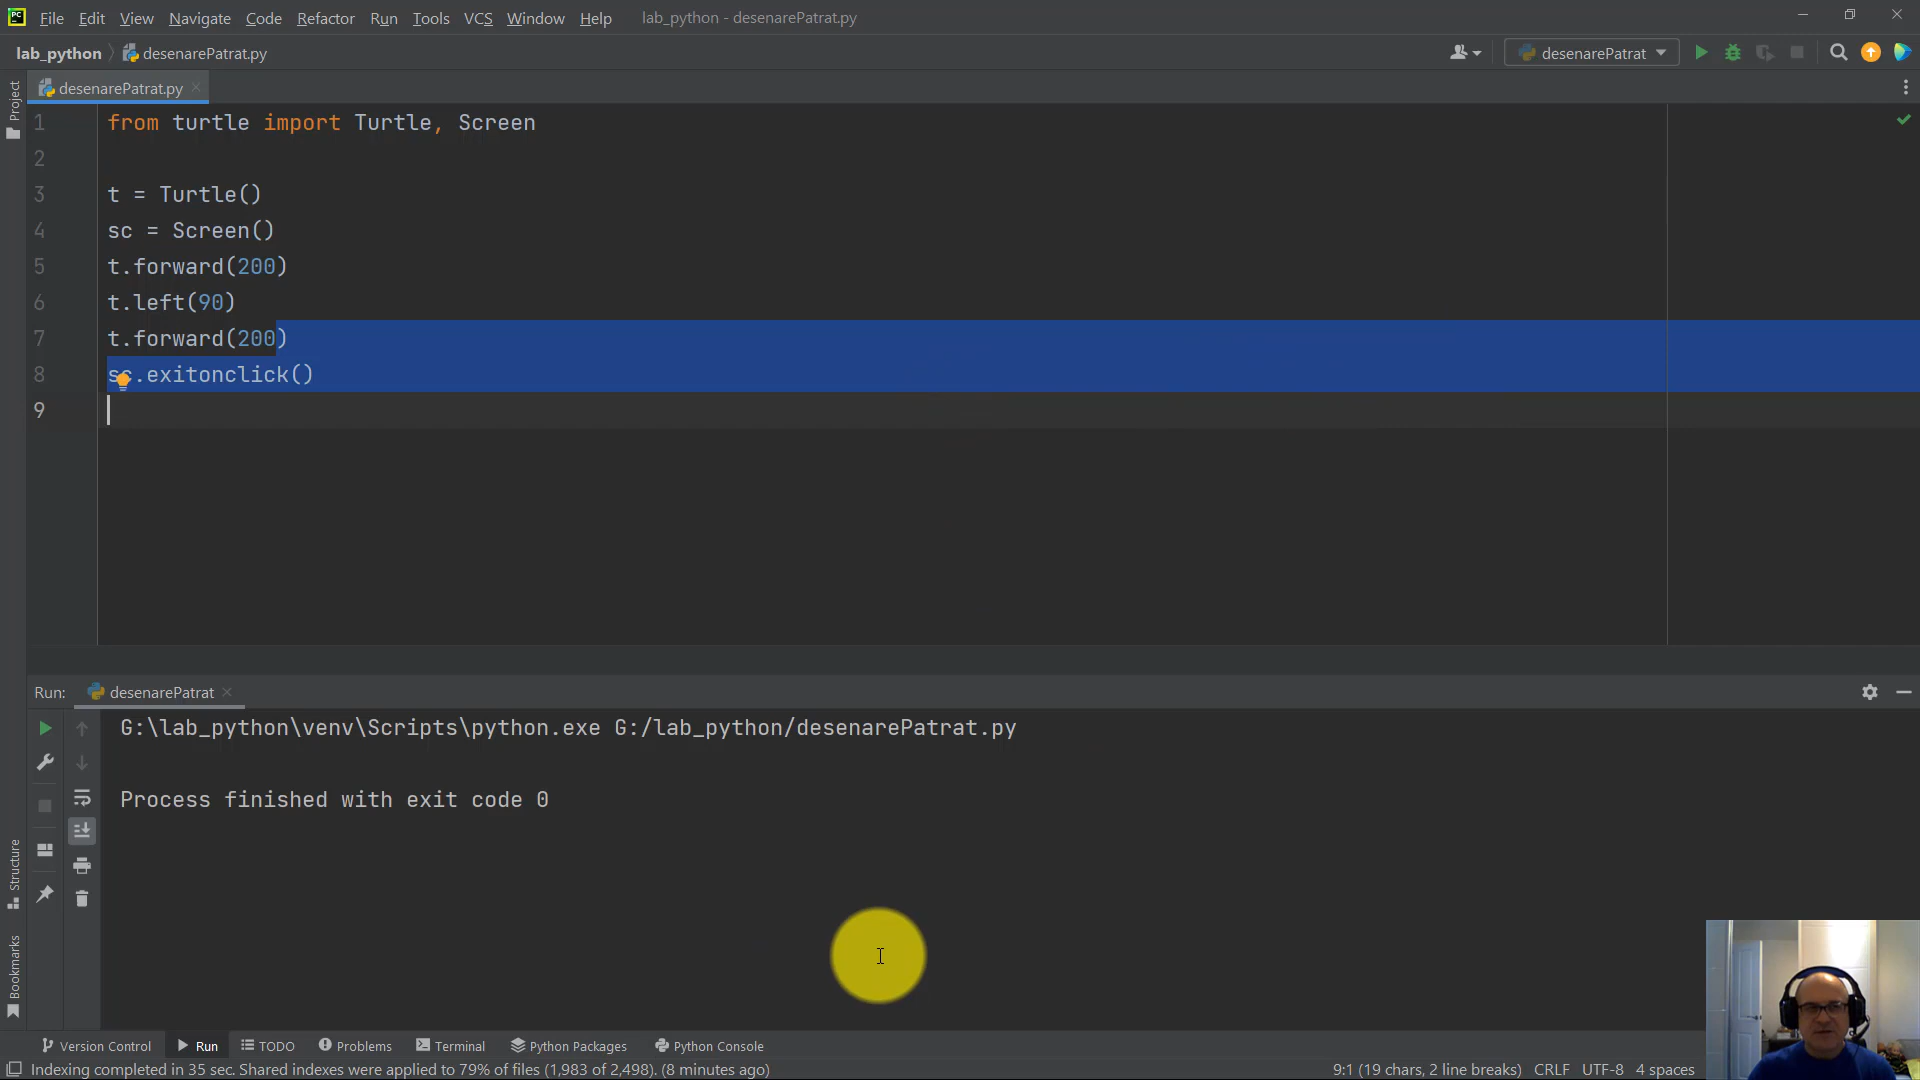 File Edit View Navigate Code Refactor Run Tools VCS Window Help lab_python - desenarePatrat.py
lab_python desenarePatrat.py desenarePatrat
Project
desenarePatrat.py
1 from turtle import Turtle, Screen
2
3 t = Turtle()
4 sc = Screen()
5 t.forward(200)
6 t.left(90)
7 t.forward(200)
8 sc.exitonclick()
9
Run: desenarePatrat
G:\lab_python\venv\Scripts\python.exe G:/lab_python/desenarePatrat.py
Process finished with exit code 0
Structure
Bookmarks
Version Control Run TODO Problems Terminal Python Packages Python Console
Indexing completed in 35 sec. Shared indexes were applied to 79% of files (1,983 of 2,498). (8 minutes ago) 9:1 (19 chars, 2 line breaks) CRLF UTF-8 4 spaces